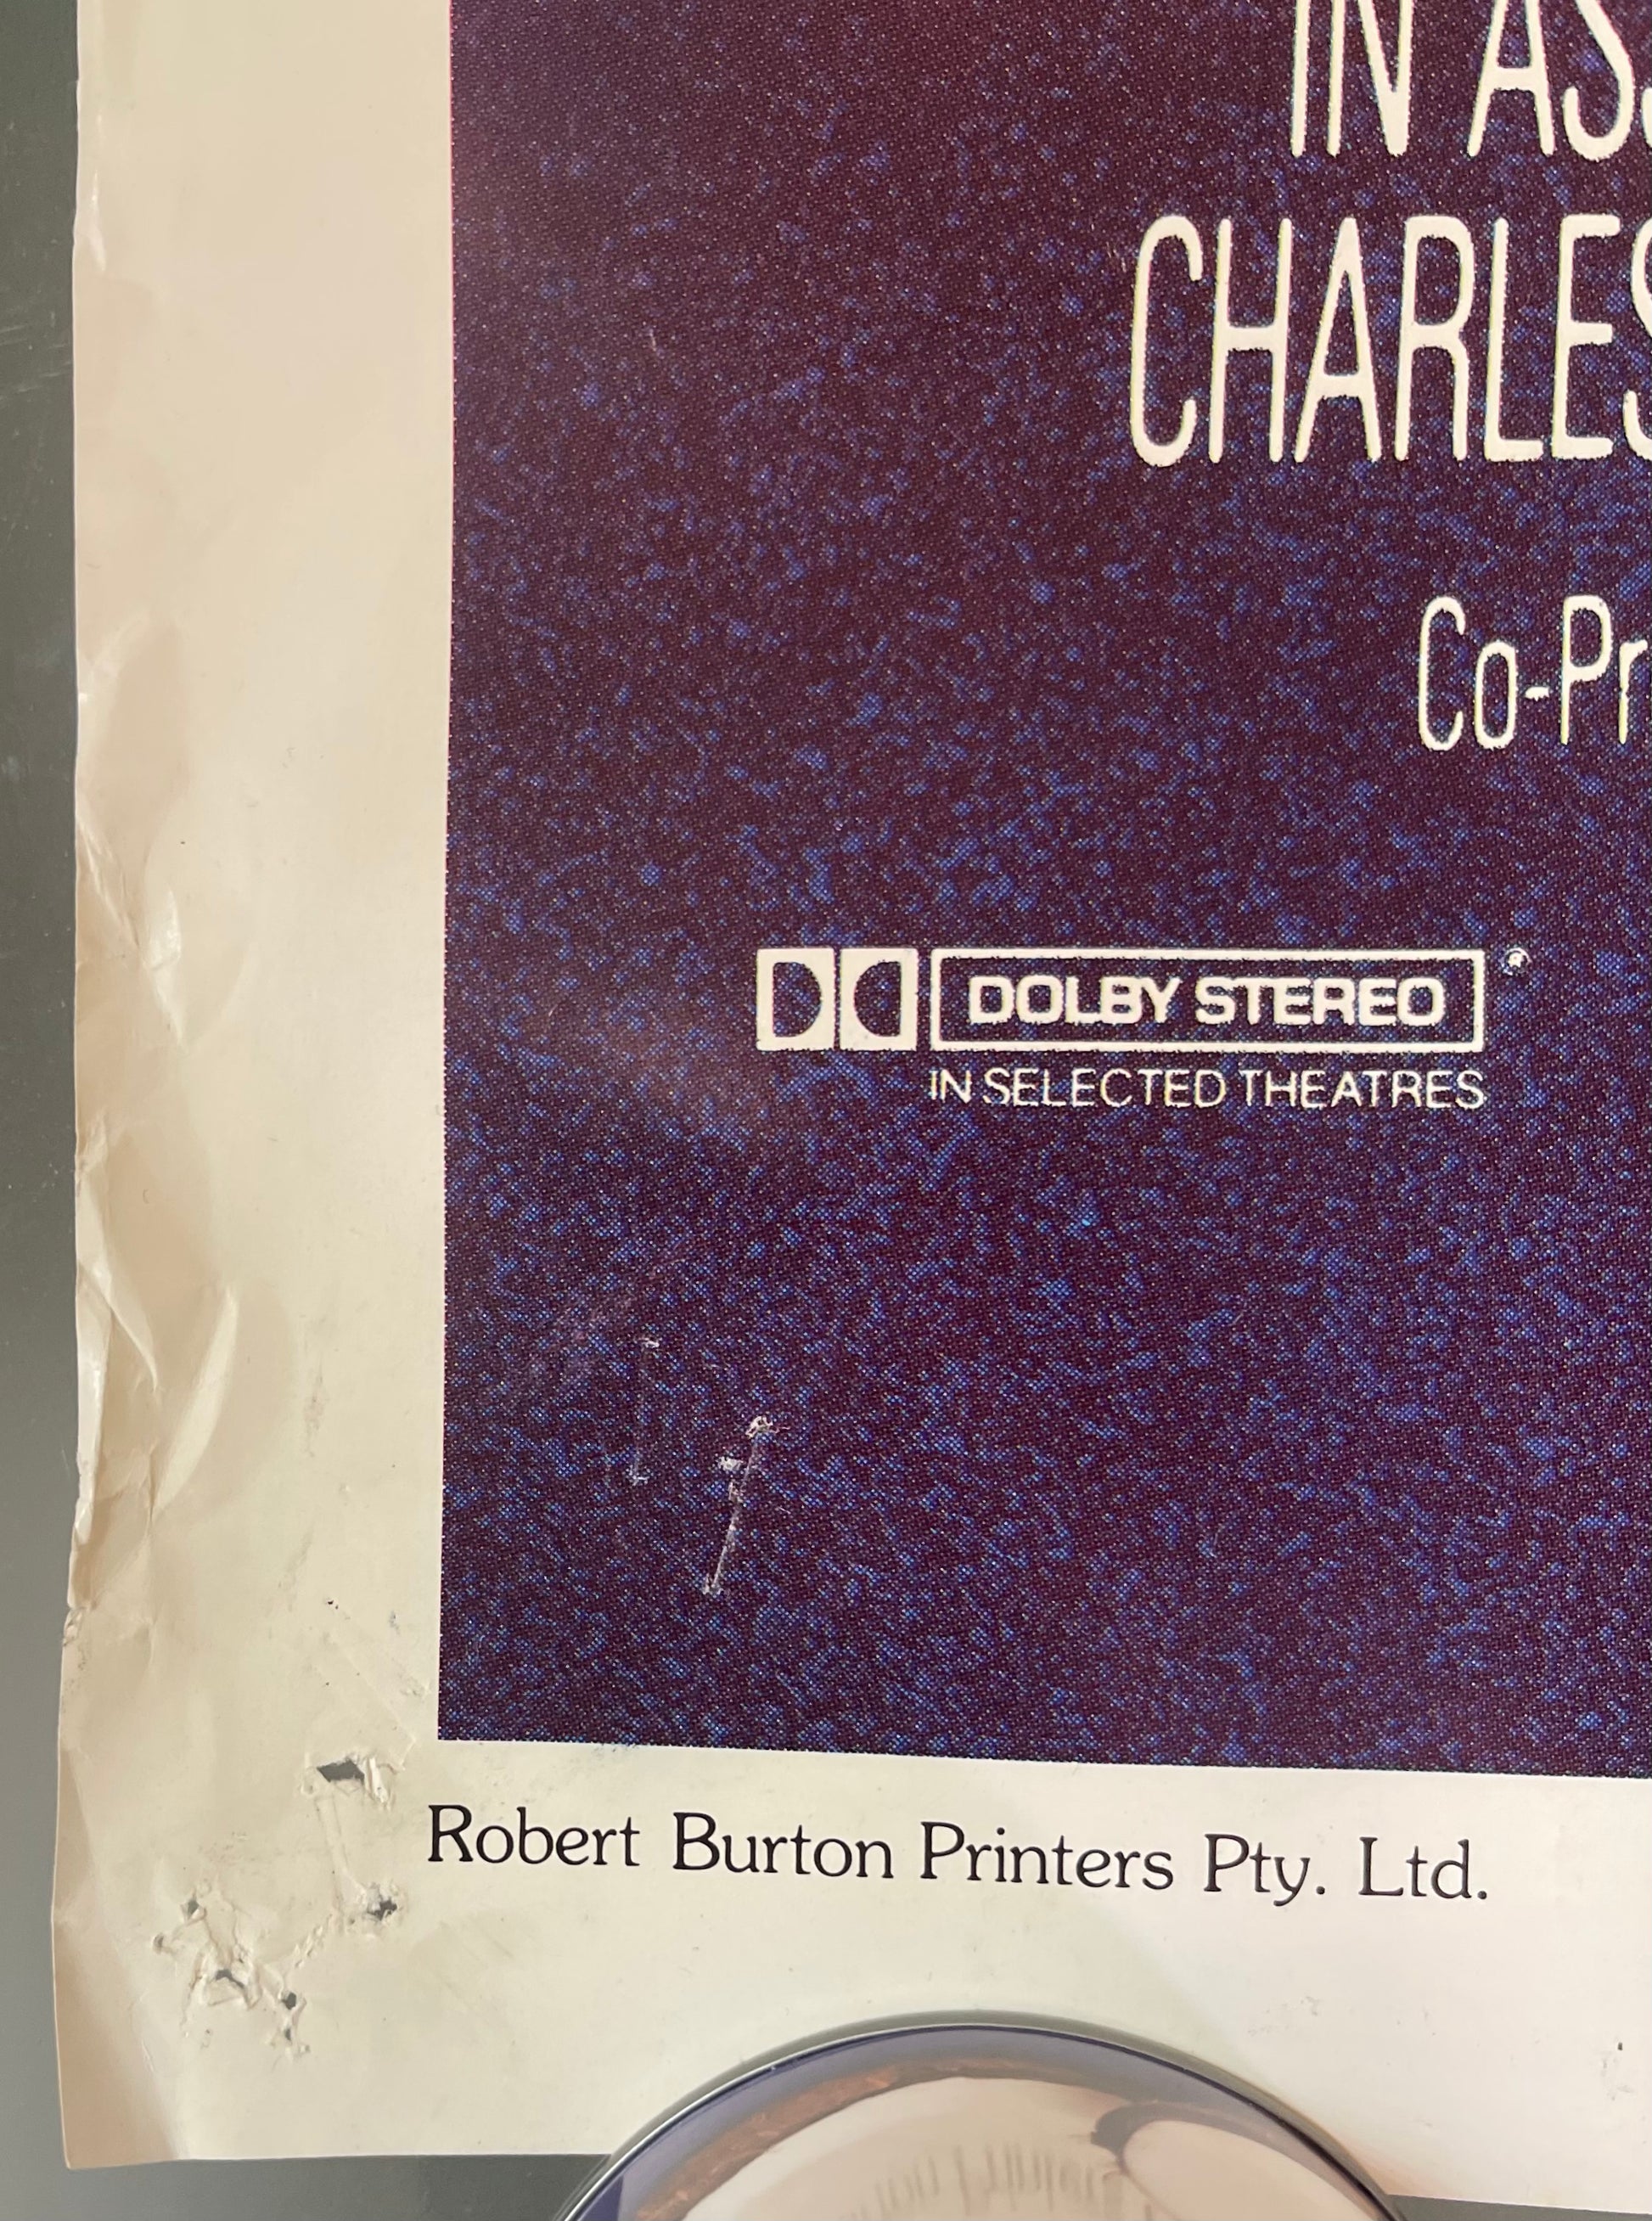 IN AS
CHARLES
Co-Pr
DOLBY STEREO ®
IN SELECTED THEATRES
Robert Burton Printers Pty. Ltd.